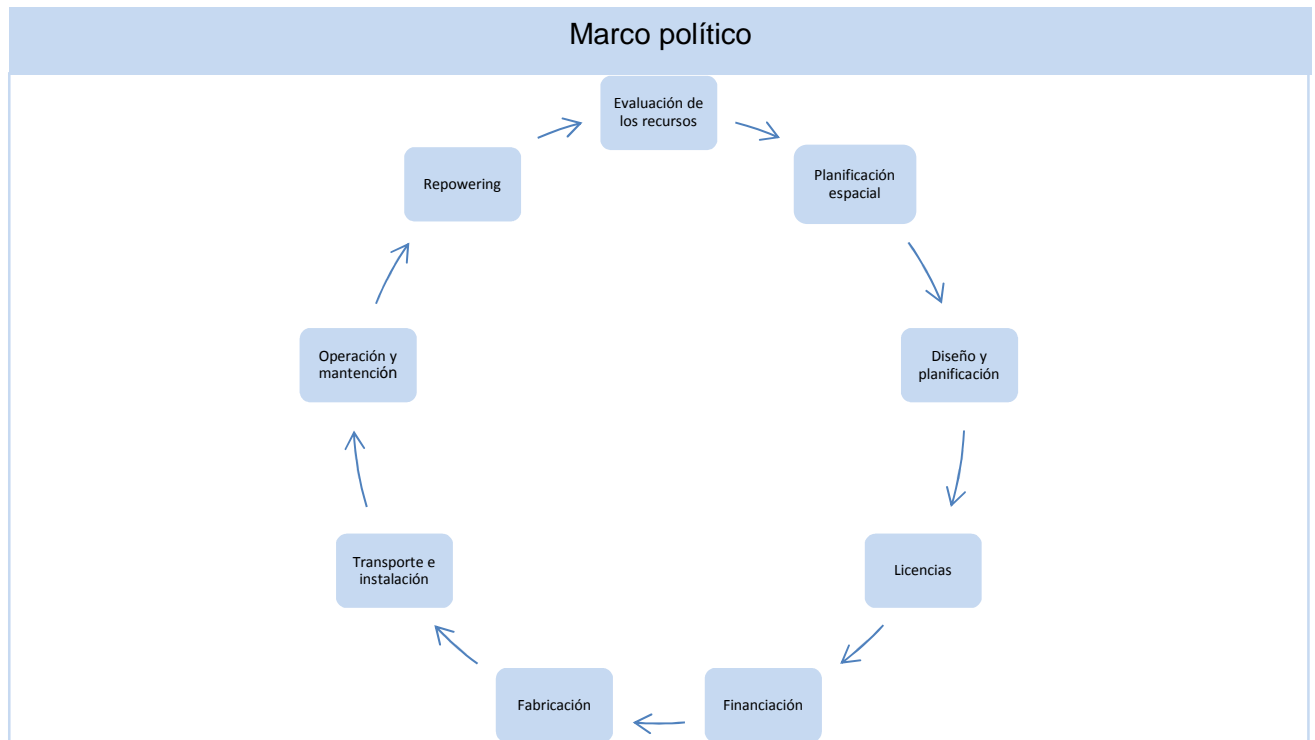 Marco político
Evaluación de
los recursos
Planificación
espacial
Diseño y
planificación
Licencias
Financiación
Fabricación
Transporte e
instalación
Operación y
mantención
Repowering